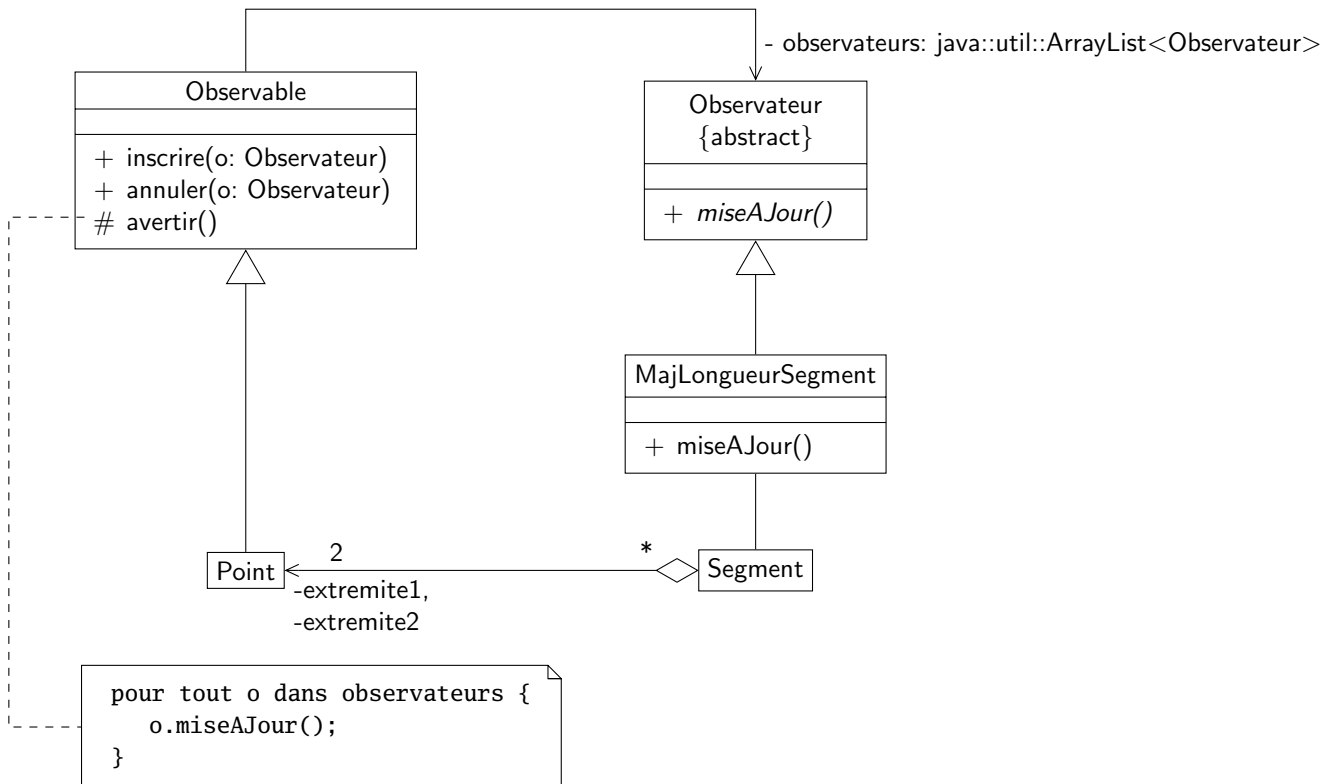 - observateurs: java::util::ArrayList<Observateur>
Observable
+ inscrire(o: Observateur)
+ annuler(o: Observateur)
# avertir()
Observateur
{abstract}
+ miseAJour()
MajLongueurSegment
+ miseAJour()
Point
2
-extremite1,
-extremite2
*
Segment
pour tout o dans observateurs {
o.miseAJour();
}